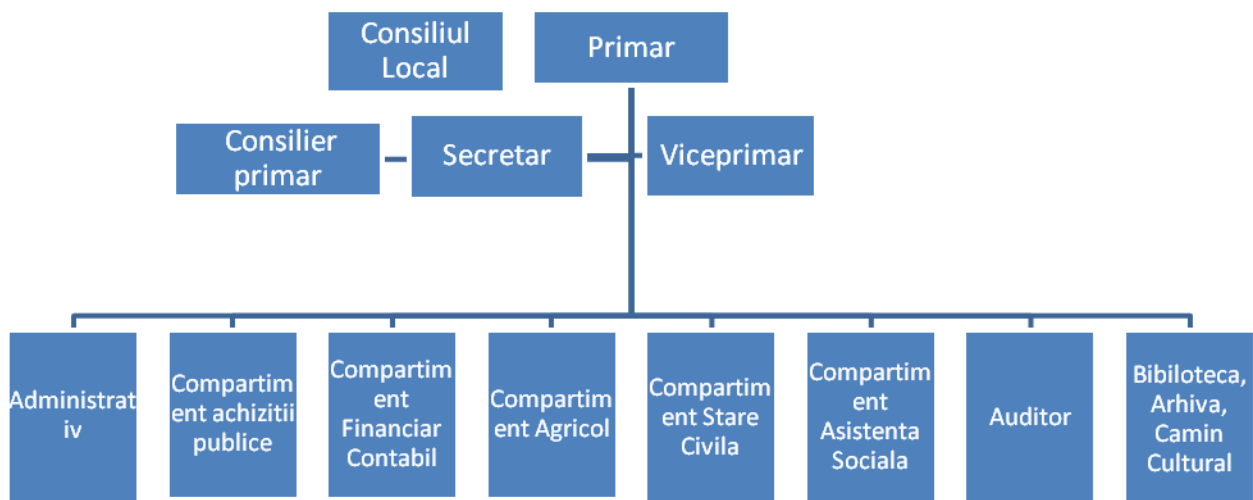 Consiliul
Local
Primar
Consilier
primar
Secretar
Viceprimar
Administrat
iv
Compartim
ent achizitii
publice
Compartim
ent
Financiar
Contabil
Compartim
ent Agricol
Compartim
ent Stare
Civila
Compartim
ent
Asistenta
Sociala
Auditor
Bibiloteca,
Arhiva,
Camin
Cultural